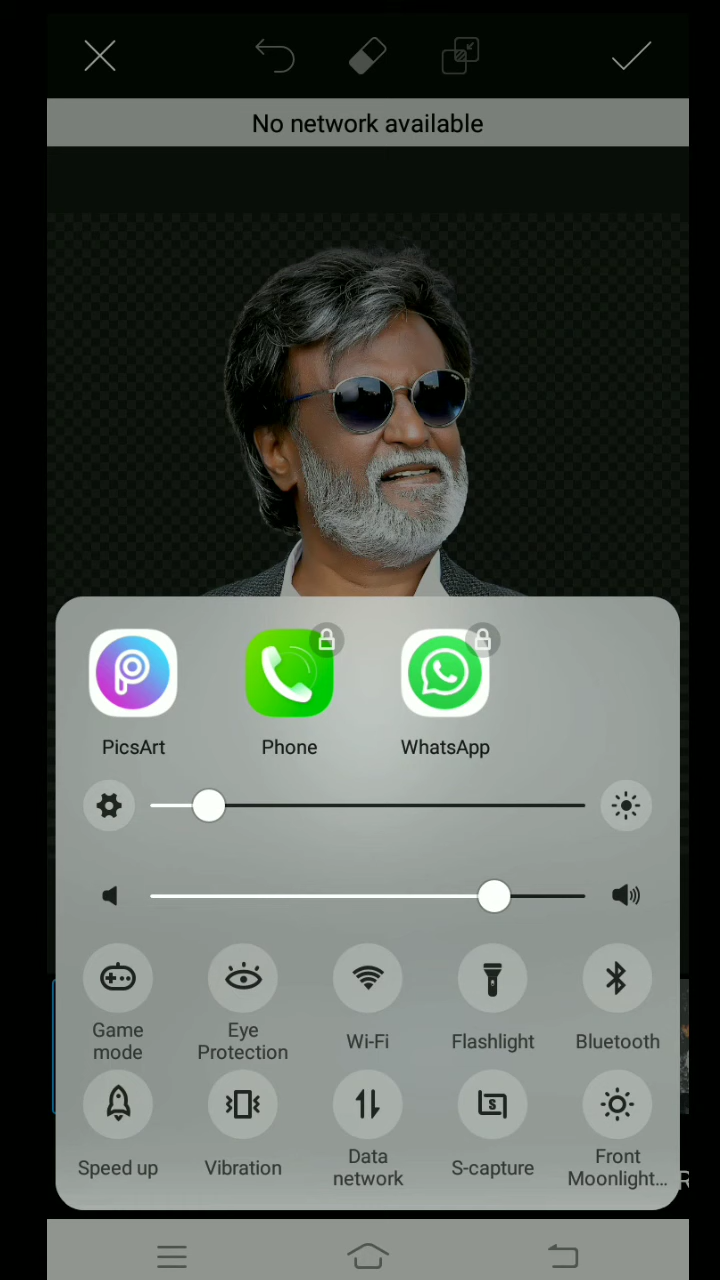 No network available
PicsArt
Phone
WhatsApp
Game
mode
Eye
Protection
Wi-Fi
Flashlight
Bluetooth
Speed up
Vibration
Data
network
S
S-capture
Front
Moonlight...
R